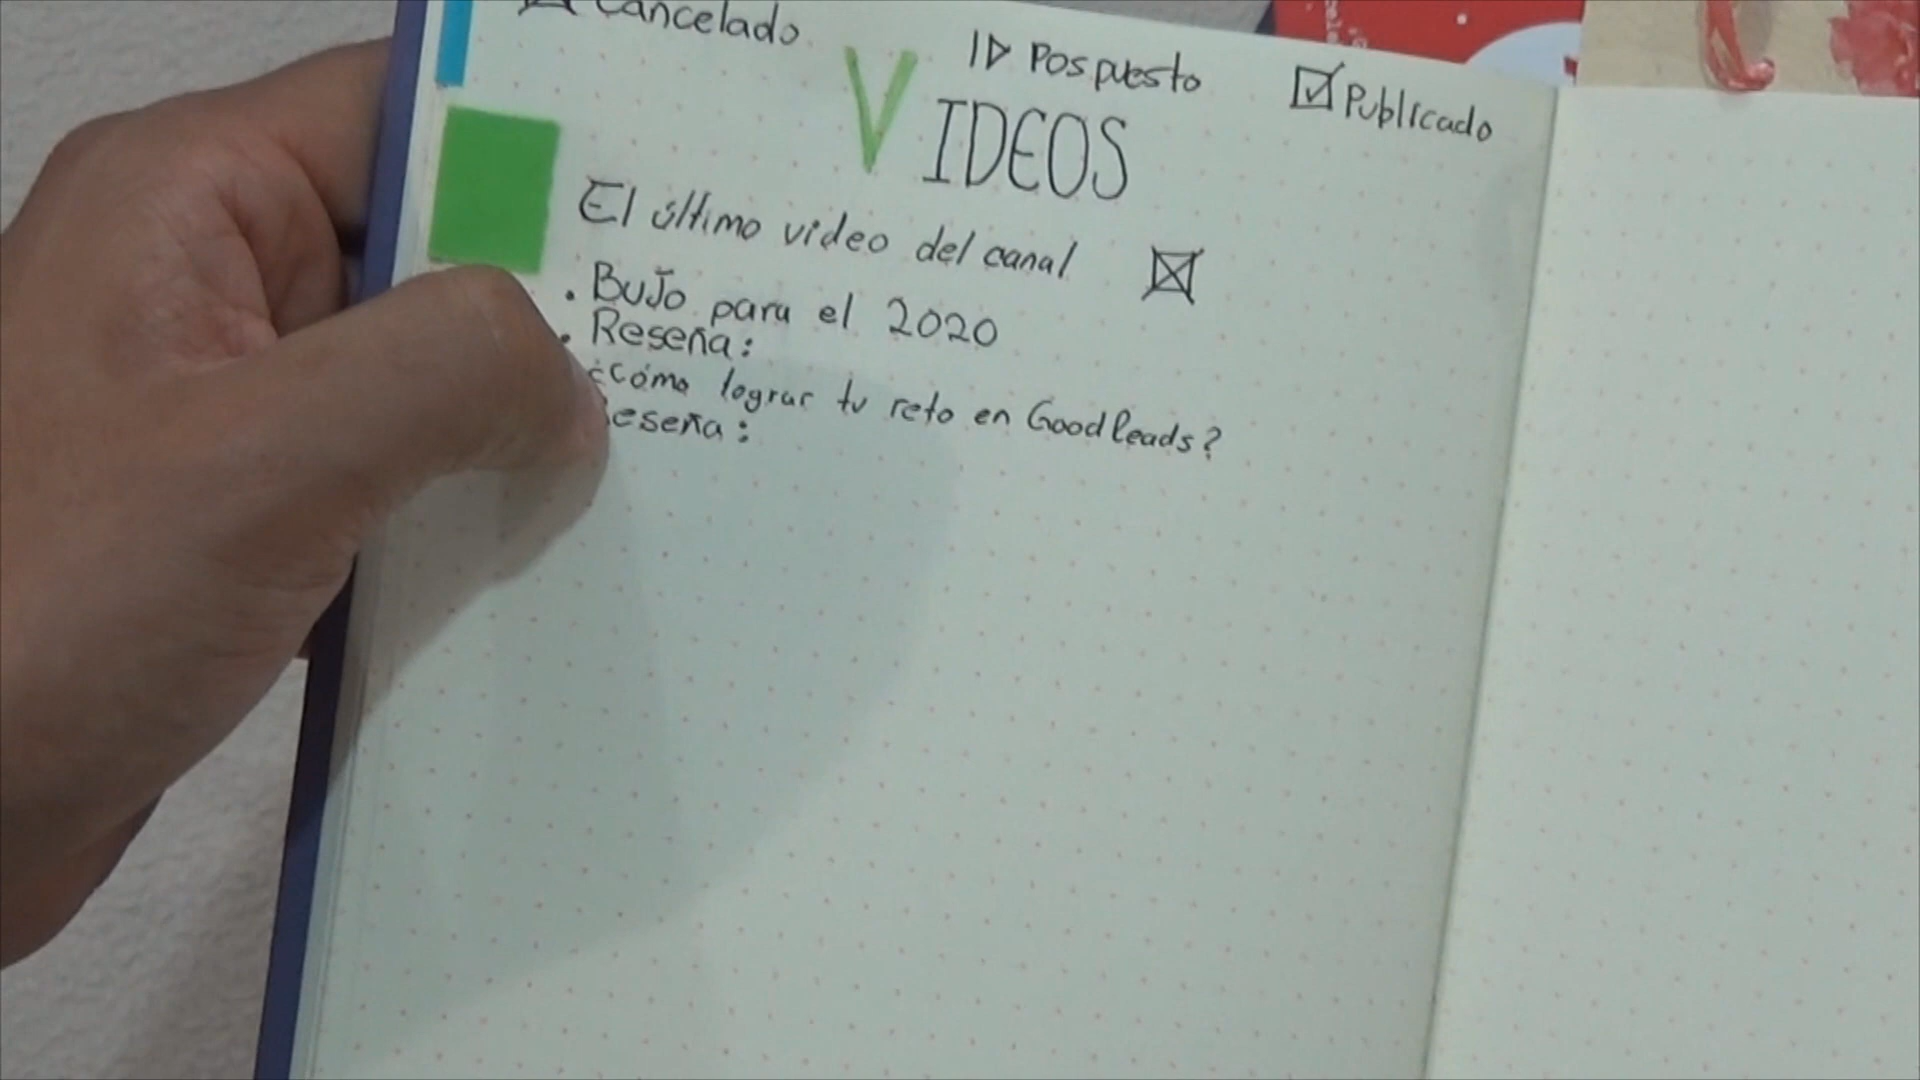 Cancelado
Pospuesto
Publicado
VIDEOS
El último video del canal
• BuJo para el 2020
• Reseña:
¿Cómo lograr tu reto en GoodReads?
Reseña: